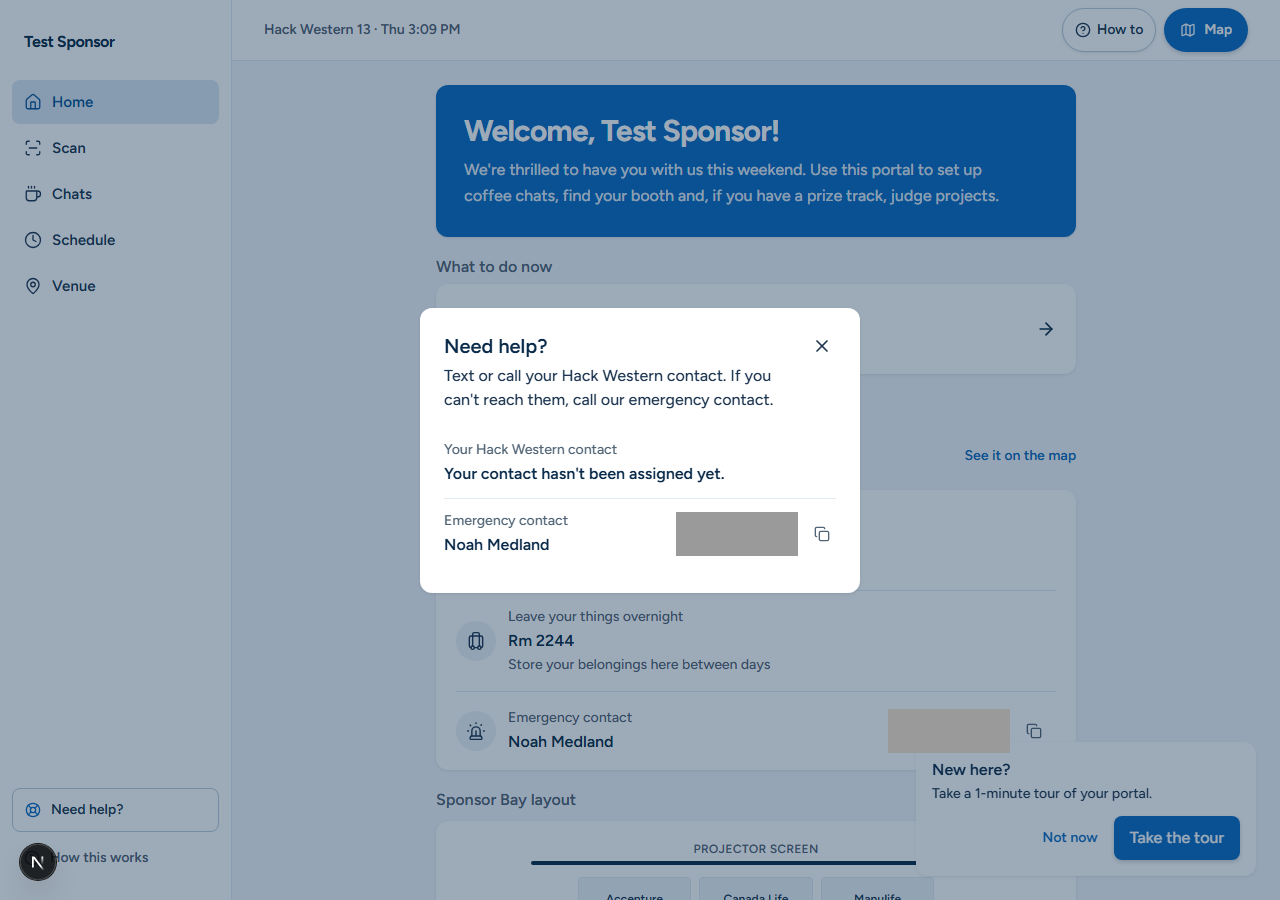 Test Sponsor
Hack Western 13 · Thu 3:09 PM
How to
Map
Home
Scan
Chats
Schedule
Venue
Welcome, Test Sponsor!
We're thrilled to have you with us this weekend. Use this portal to set up
coffee chats, find your booth and, if you have a prize track, judge projects.
What to do now
Need help?
Text or call your Hack Western contact. If you
can't reach them, call our emergency contact.
Your Hack Western contact
Your contact hasn't been assigned yet.
Emergency contact
Noah Medland
See it on the map
Leave your things overnight
Rm 2244
Store your belongings here between days
Emergency contact
Noah Medland
New here?
Take a 1-minute tour of your portal.
Not now
Take the tour
Sponsor Bay layout
PROJECTOR SCREEN
Accenture
Canada Life
Manulife
Need help?
N
How this works